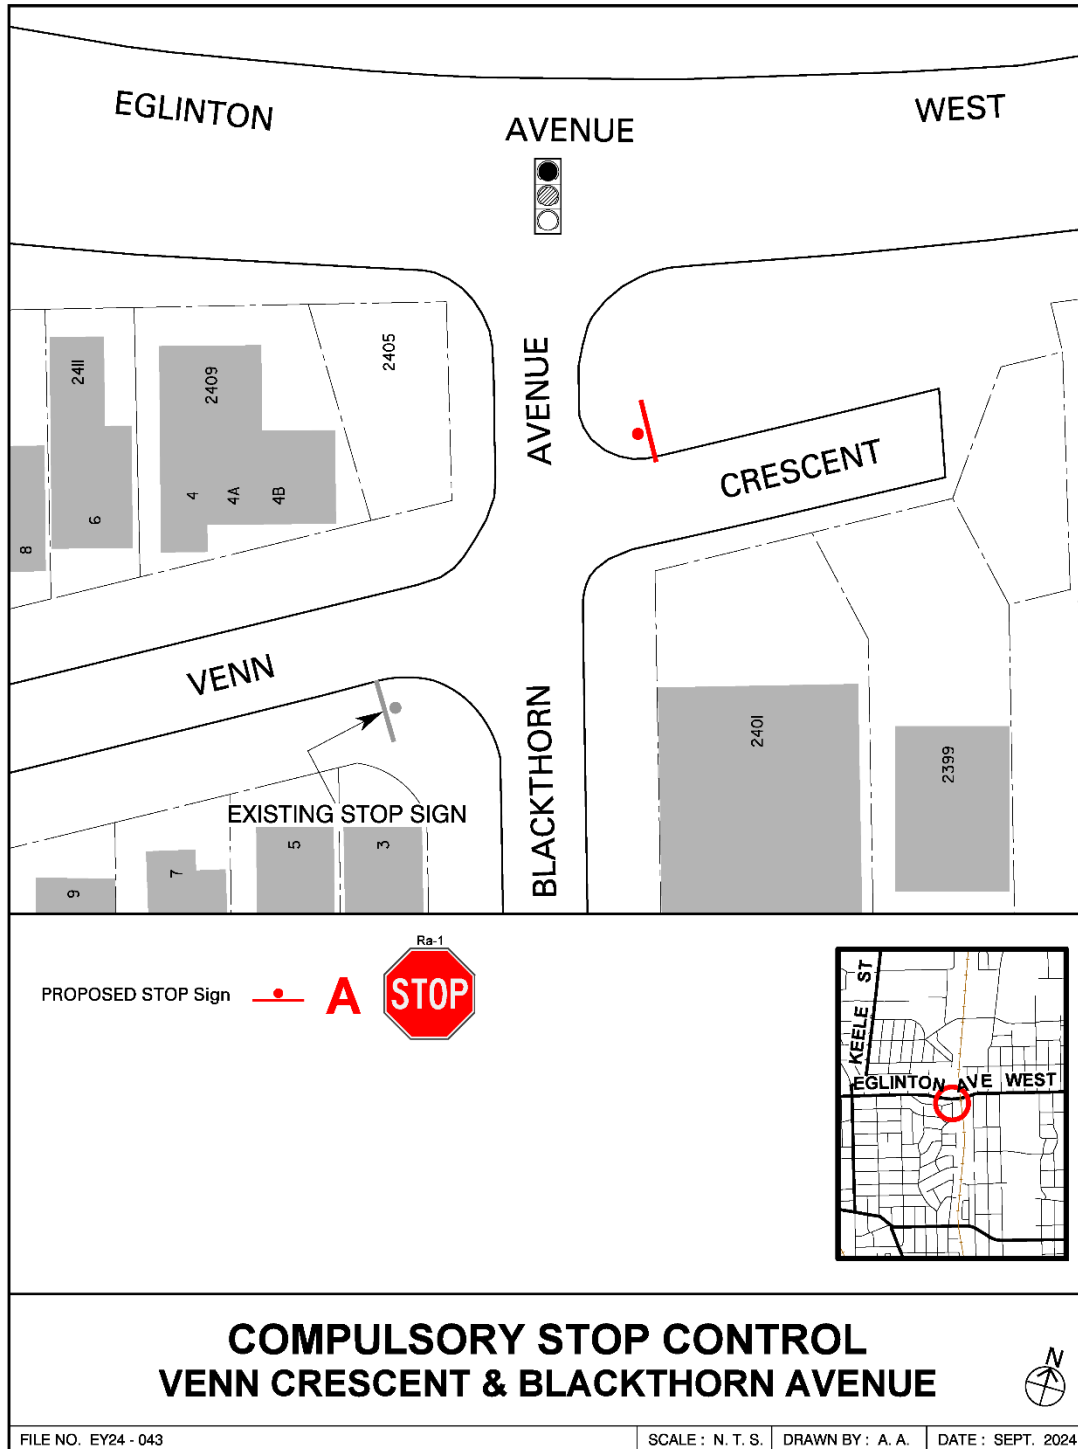 EGLINTON AVENUE WEST
AVENUE
2405
2411
2409
4
4A
4B
6
8
CRESCENT
VENN
BLACKTHORN
2401
2399
EXISTING STOP SIGN
3
5
7
9
Ra-1
PROPOSED STOP Sign A STOP
KEELE ST
EGLINTON AVE WEST
COMPULSORY STOP CONTROL
VENN CRESCENT & BLACKTHORN AVENUE
N
FILE NO. EY24 - 043 SCALE : N. T. S. DRAWN BY : A. A. DATE : SEPT. 2024